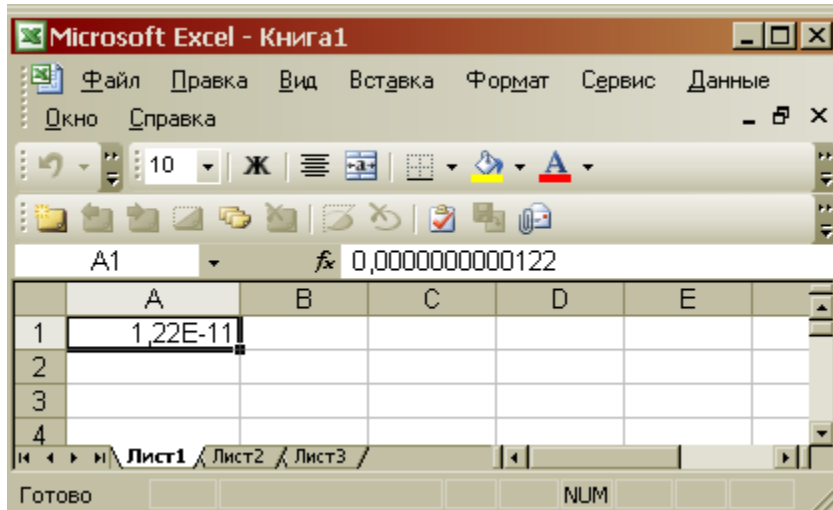 Microsoft Excel - Книга1
Файл Правка Вид Вставка Формат Сервис Данные
Окно Справка
10 Ж a A
A1 fx 0,0000000000122
A B C D E
1 1,22E-11
2
3
4
Лист1 Лист2 Лист3
Готово NUM